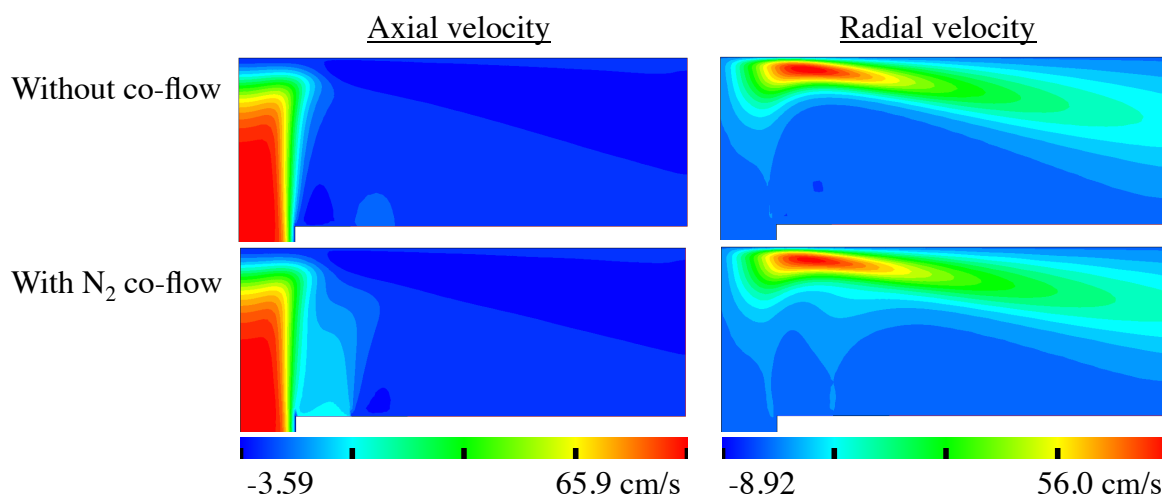 Axial velocity
Radial velocity
Without co-flow
With N₂ co-flow
-3.59
65.9 cm/s
-8.92
56.0 cm/s